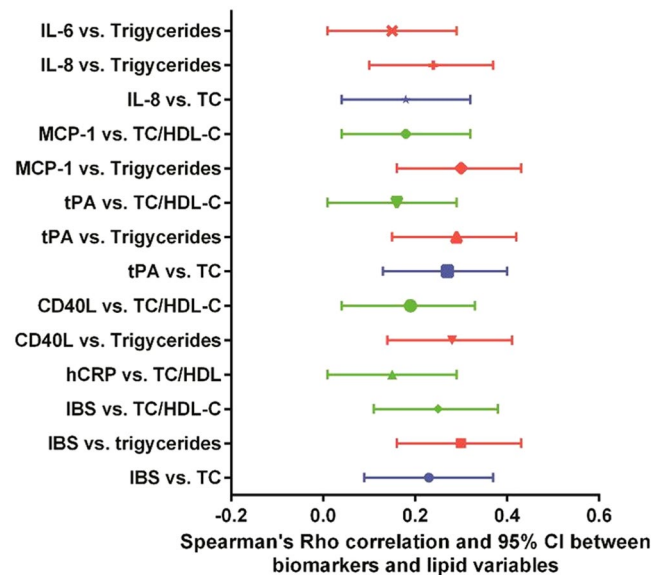 IL-6 vs. Trigycerides
IL-8 vs. Trigycerides
IL-8 vs. TC
MCP-1 vs. TC/HDL-C
MCP-1 vs. Trigycerides
tPA vs. TC/HDL-C
tPA vs. Trigycerides
tPA vs. TC
CD40L vs. TC/HDL-C
CD40L vs. Trigycerides
hCRP vs. TC/HDL
IBS vs. TC/HDL-C
IBS vs. trigycerides
IBS vs. TC
-0.2 0.0 0.2 0.4 0.6
Spearman's Rho correlation and 95% CI between
biomarkers and lipid variables